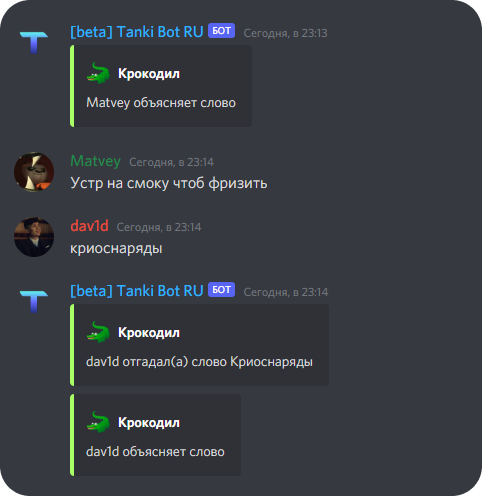 [beta] Tanki Bot RU БОТ Сегодня, в 23:13
Крокодил
Matvey объясняет слово
Matvey Сегодня, в 23:14
Устр на смоку чтоб фризить
dav1d Сегодня, в 23:14
криоснаряды
[beta] Tanki Bot RU БОТ Сегодня, в 23:14
Крокодил
dav1d отгадал(а) слово Криоснаряды
Крокодил
dav1d объясняет слово